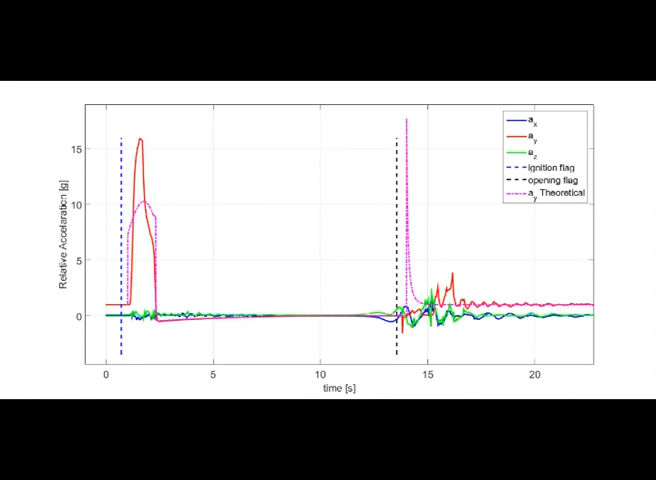 a_x
a_y
a_z
ignition flag
opening flag
a_y Theoretical
15
10
5
0
Relative Accelaration [g]
0 5 10 15 20
time [s]